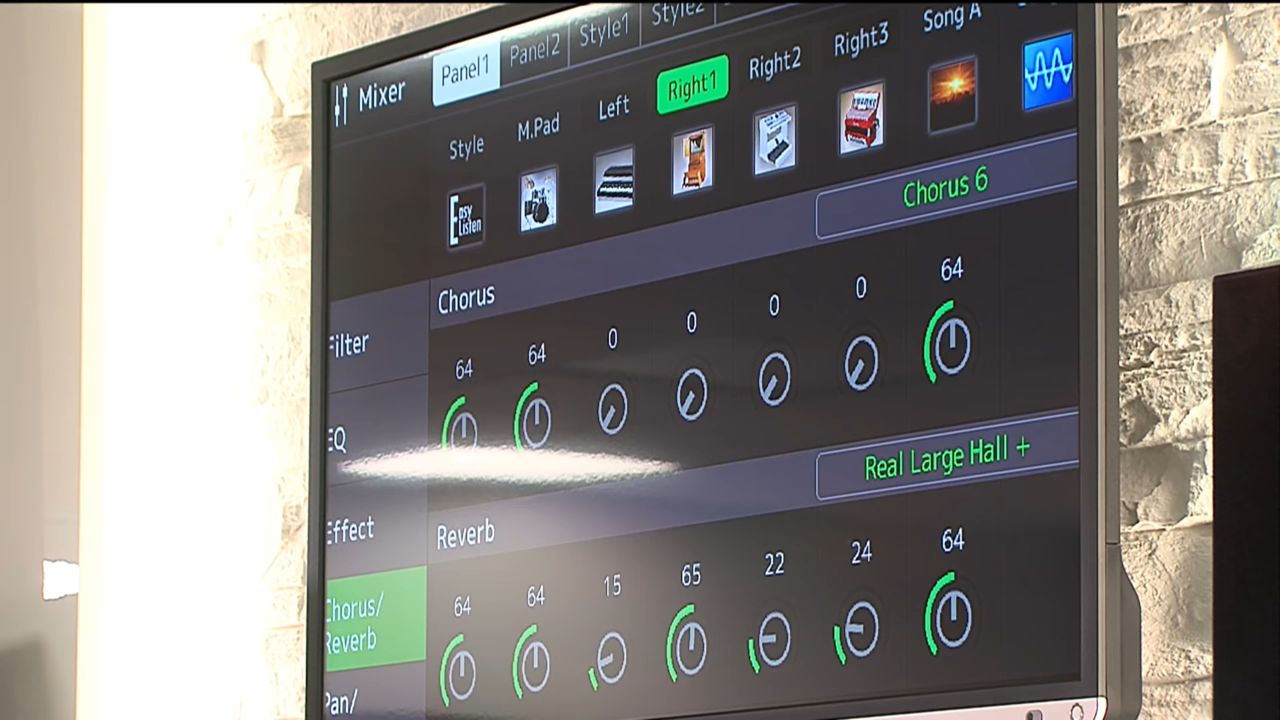 Mixer
Panel1
Panel2
Style1
Style2
Style
M.Pad
Left
Right1
Right2
Right3
Song A
Easy
Listen
Chorus 6
Filter
Chorus
64
64
0
0
0
0
64
EQ
Real Large Hall +
Effect
Reverb
64
64
15
65
22
24
64
Chorus/
Reverb
Pan/